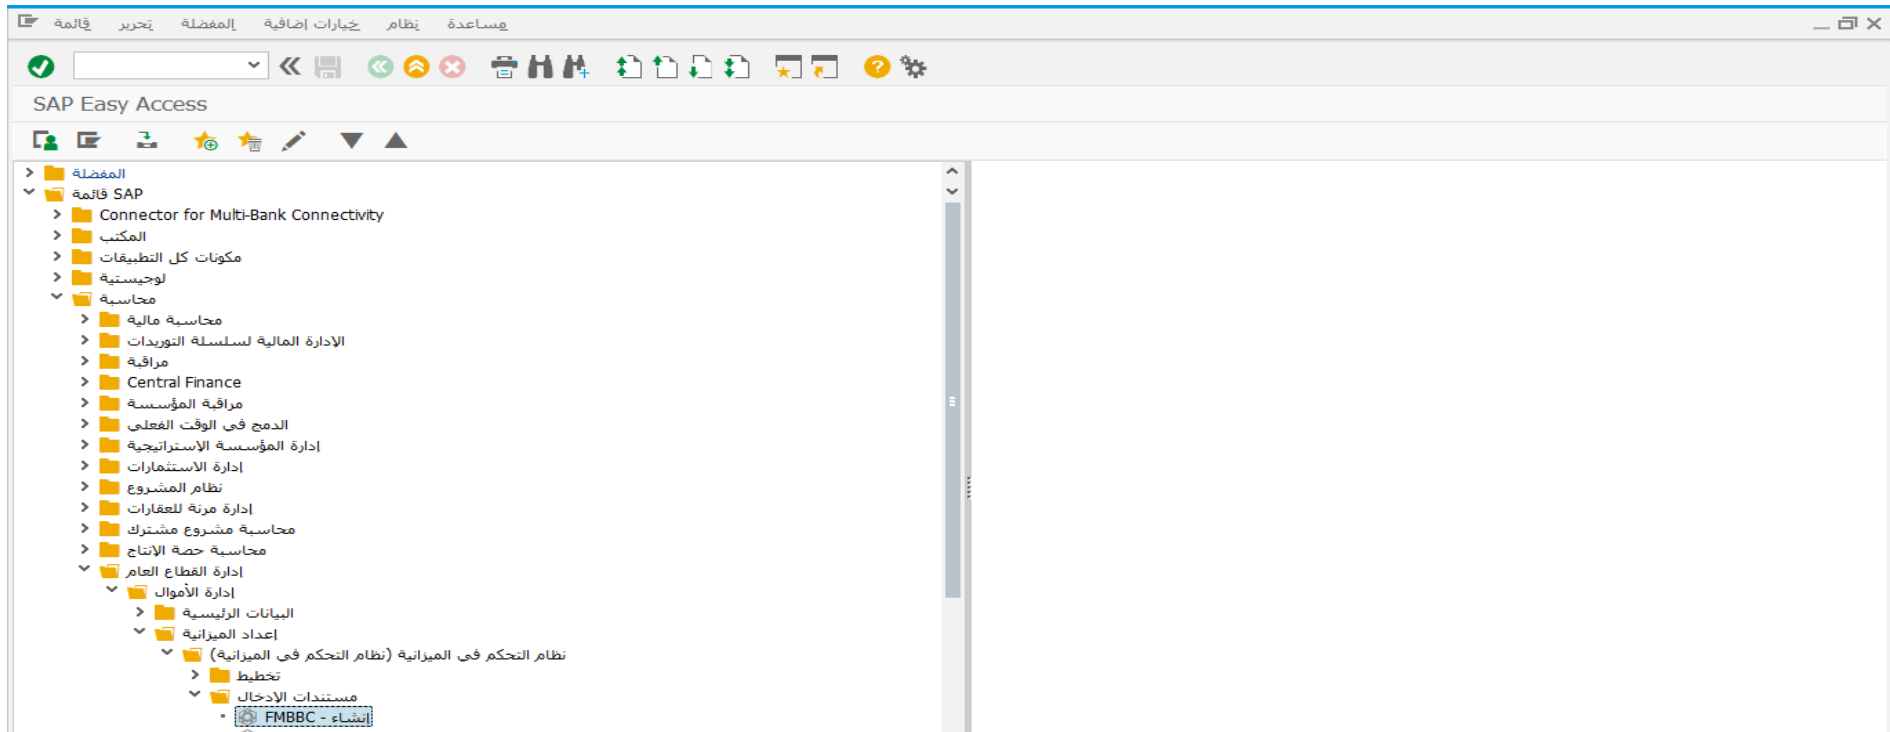 قائمة تحرير المفضلة خيارات إضافية نظام مساعدة
SAP Easy Access
المفضلة
قائمة SAP
Connector for Multi-Bank Connectivity
المكتب
مكونات كل التطبيقات
لوجيستية
محاسبة
محاسبة مالية
الإدارة المالية لسلسلة التوريدات
مراقبة
Central Finance
مراقبة المؤسسة
الدمج في الوقت الفعلي
إدارة المؤسسة الإستراتيجية
إدارة الاستثمارات
نظام المشروع
إدارة مرنة للعقارات
محاسبة مشروع مشترك
محاسبة حصة الإنتاج
إدارة القطاع العام
إدارة الأموال
البيانات الرئيسية
إعداد الميزانية
نظام التحكم في الميزانية (نظام التحكم في الميزانية)
تخطيط
مستندات الإدخال
FMBBC - إنشاء